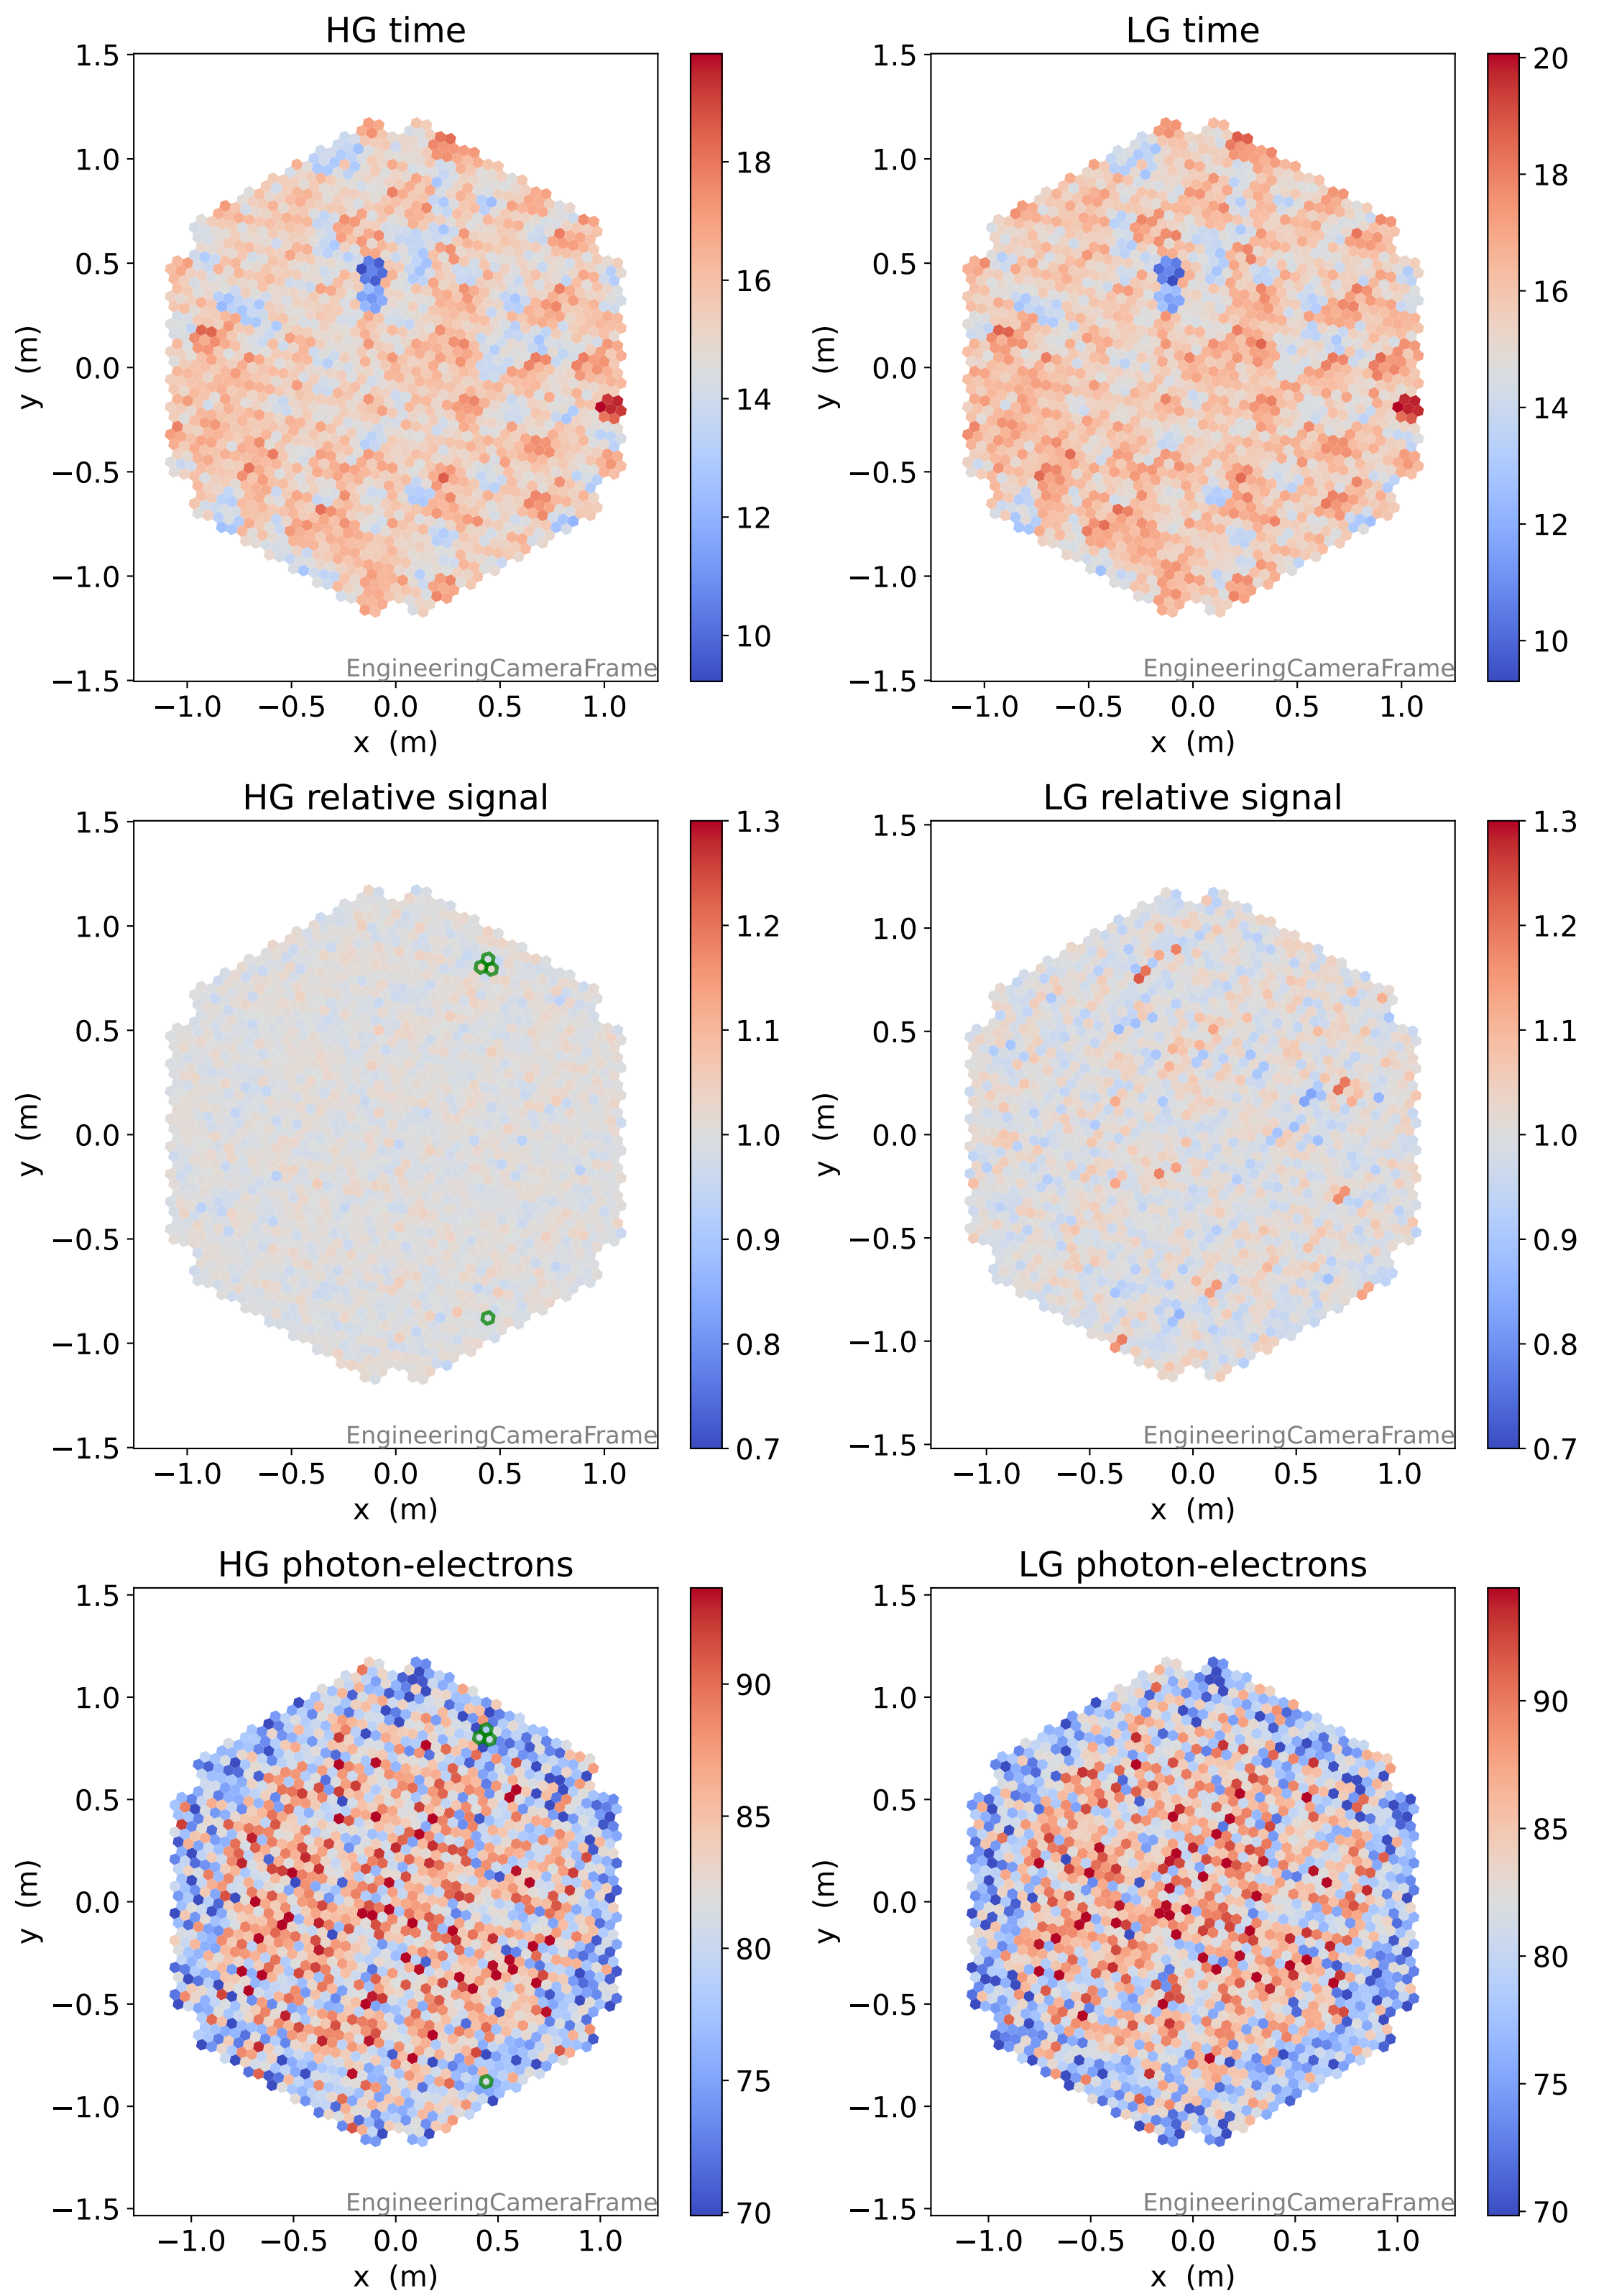 HG time
1.5
1.0
0.5
0.0
−0.5
−1.0
−1.5
y (m)
−1.0 −0.5 0.0 0.5 1.0
x (m)
EngineeringCameraFrame
18
16
14
12
10
LG time
1.5
1.0
0.5
0.0
−0.5
−1.0
−1.5
y (m)
−1.0 −0.5 0.0 0.5 1.0
x (m)
EngineeringCameraFrame
20
18
16
14
12
10
HG relative signal
1.5
1.0
0.5
0.0
−0.5
−1.0
−1.5
y (m)
−1.0 −0.5 0.0 0.5 1.0
x (m)
EngineeringCameraFrame
1.3
1.2
1.1
1.0
0.9
0.8
0.7
LG relative signal
1.5
1.0
0.5
0.0
−0.5
−1.0
−1.5
y (m)
−1.0 −0.5 0.0 0.5 1.0
x (m)
EngineeringCameraFrame
1.3
1.2
1.1
1.0
0.9
0.8
0.7
HG photon-electrons
1.5
1.0
0.5
0.0
−0.5
−1.0
−1.5
y (m)
−1.0 −0.5 0.0 0.5 1.0
x (m)
EngineeringCameraFrame
90
85
80
75
70
LG photon-electrons
1.5
1.0
0.5
0.0
−0.5
−1.0
−1.5
y (m)
−1.0 −0.5 0.0 0.5 1.0
x (m)
EngineeringCameraFrame
90
85
80
75
70